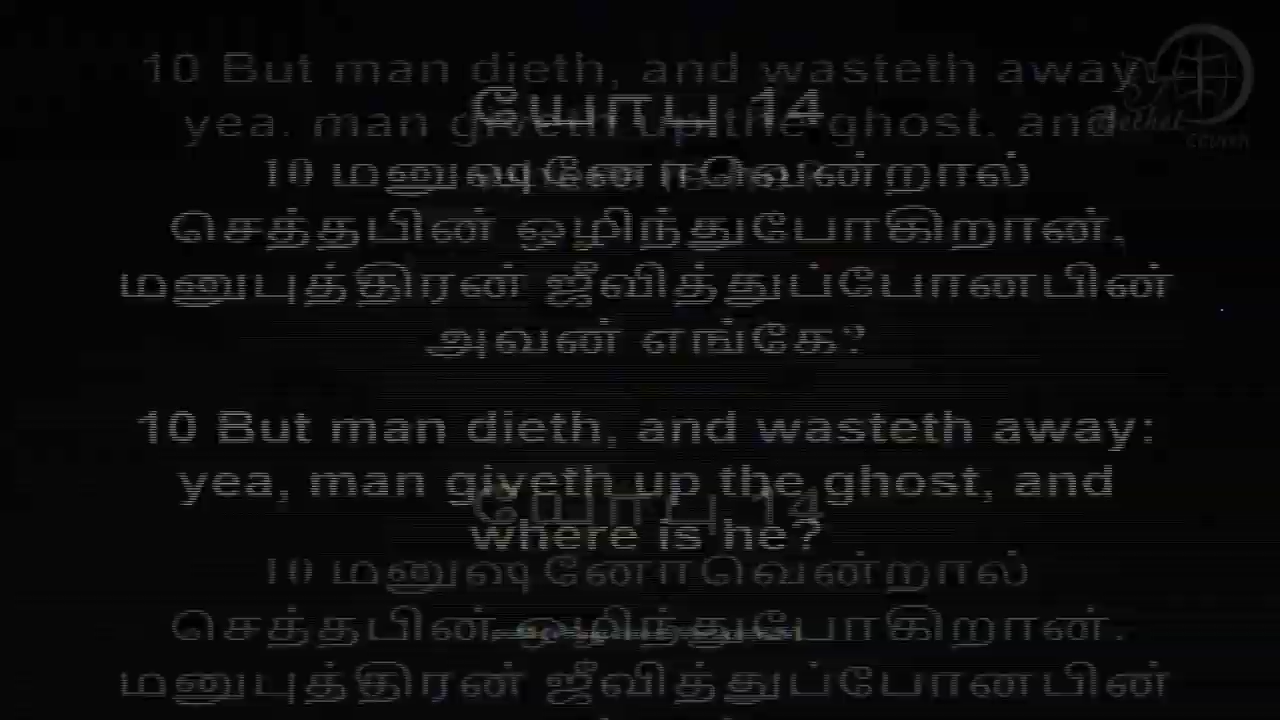 10 But man dieth, and wasteth away:
யோபு 14
yea, man giveth up the ghost, and
10 மனுஷனோவென்றால்
செத்தபின் ஒழிந்துபோகிறான்,
மனுபுத்திரன் ஜீவித்துப்போனபின்
அவன் எங்கே?
10 But man dieth, and wasteth away:
yea, man giveth up the ghost, and
யோபு 14
where is he?
10 மனுஷனோவென்றால்
செத்தபின் ஒழிந்துபோகிறான்,
மனுபுத்திரன் ஜீவித்துப்போனபின்